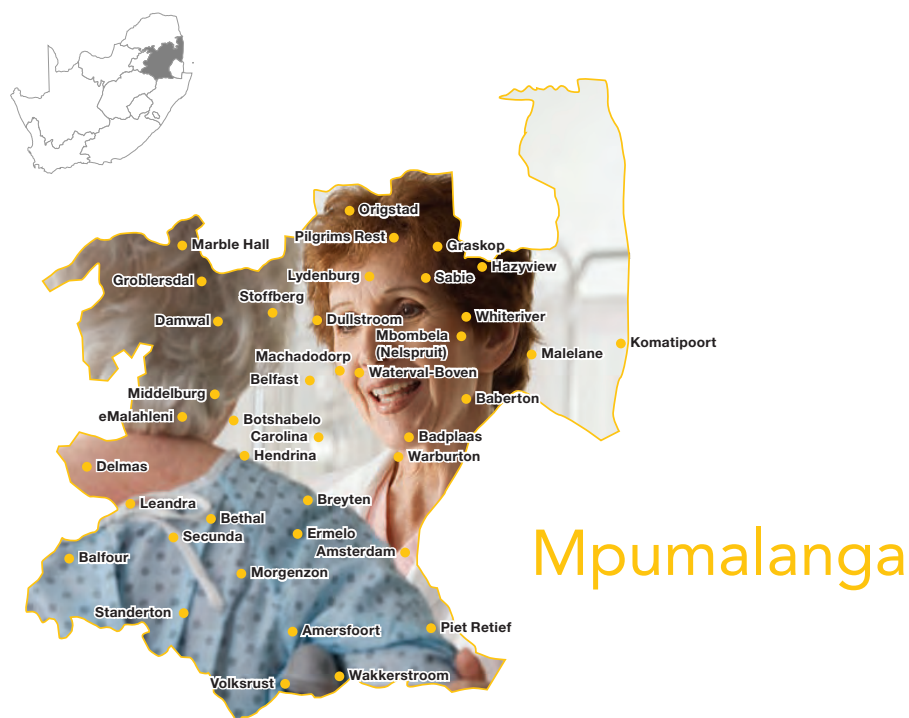 Origstad
Pilgrims Rest
Marble Hall
Graskop
Hazyview
Lydenburg
Sabie
Groblersdal
Stoffberg
Whiteriver
Dullstroom
Damwal
Mbombela
(Nelspruit)
Komatipoort
Malelane
Machadodorp
Waterval-Boven
Belfast
Middelburg
Baberton
eMalahleni
Botshabelo
Carolina
Badplaas
Hendrina
Warburton
Delmas
Breyten
Leandra
Bethal
Ermelo
Secunda
Amsterdam
Mpumalanga
Balfour
Morgenzon
Standerton
Piet Retief
Amersfoort
Wakkerstroom
Volksrust